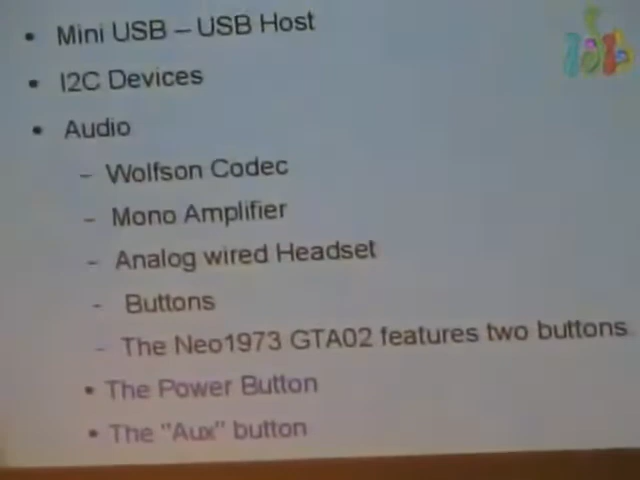 • Mini USB – USB Host
• I2C Devices
• Audio
– Wolfson Codec
– Mono Amplifier
– Analog wired Headset
– Buttons
– The Neo1973 GTA02 features two buttons
• The Power Button
• The "Aux" button